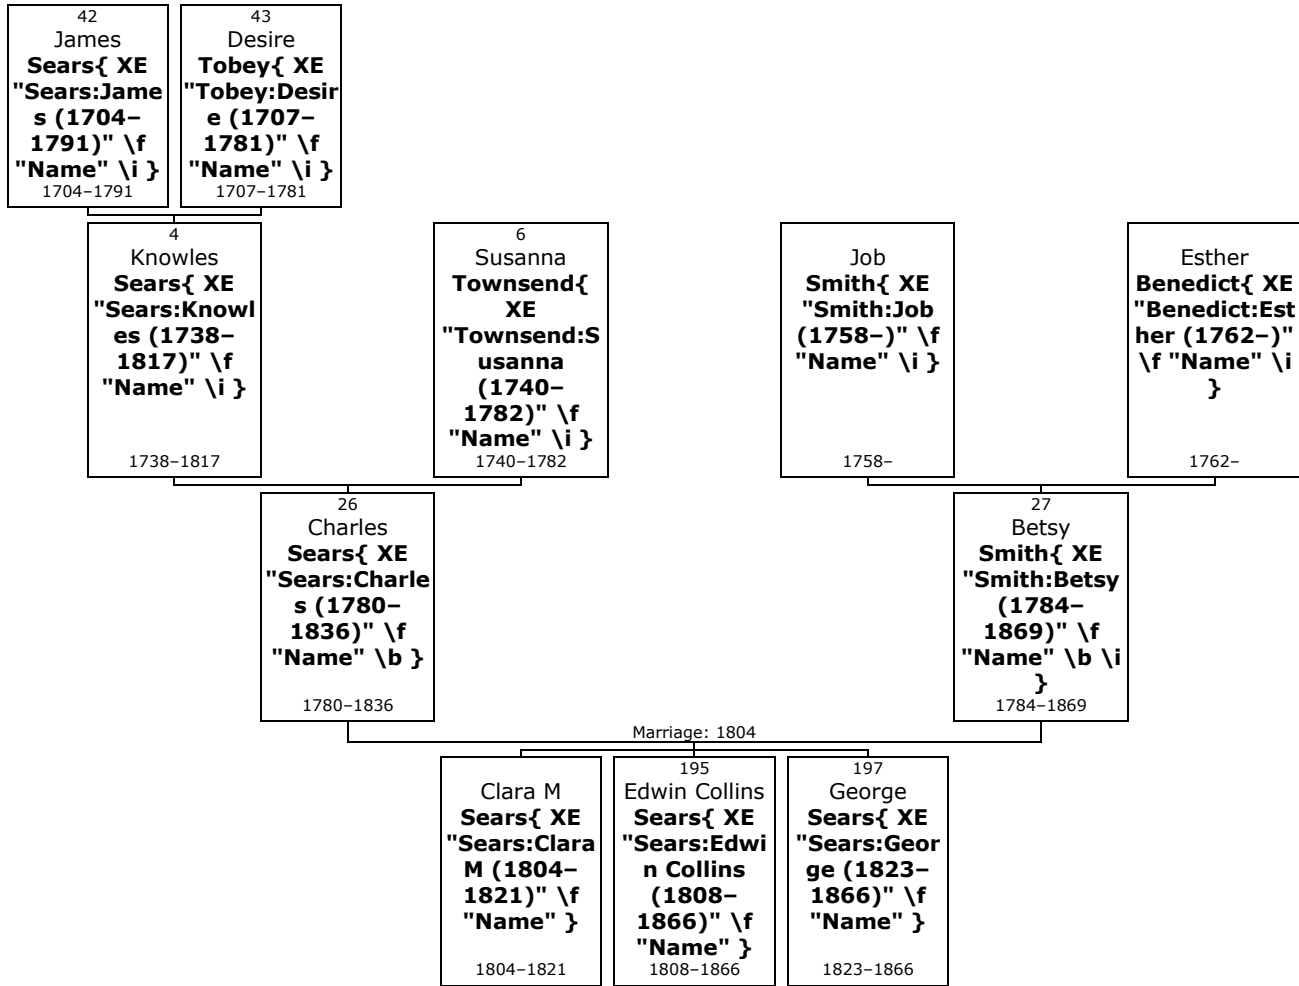 42
James
Sears{ XE
"Sears:Jame
s (1704–
1791)" \f
"Name" \i }
1704–1791
43
Desire
Tobey{ XE
"Tobey:Desir
e (1707–
1781)" \f
"Name" \i }
1707–1781
4
Knowles
Sears{ XE
"Sears:Knowl
es (1738–
1817)" \f
"Name" \i }
1738–1817
6
Susanna
Townsend{
XE
"Townsend:S
usanna
(1740–
1782)" \f
"Name" \i }
1740–1782
Job
Smith{ XE
"Smith:Job
(1758–)" \f
"Name" \i }
1758–
Esther
Benedict{ XE
"Benedict:Est
her (1762–)"
\f "Name" \i
}
1762–
26
Charles
Sears{ XE
"Sears:Charle
s (1780–
1836)" \f
"Name" \b }
1780–1836
27
Betsy
Smith{ XE
"Smith:Betsy
(1784–
1869)" \f
"Name" \b \i
}
1784–1869
Marriage: 1804
Clara M
Sears{ XE
"Sears:Clara
M (1804–
1821)" \f
"Name" }
1804–1821
195
Edwin Collins
Sears{ XE
"Sears:Edwi
n Collins
(1808–
1866)" \f
"Name" }
1808–1866
197
George
Sears{ XE
"Sears:Geor
ge (1823–
1866)" \f
"Name" }
1823–1866